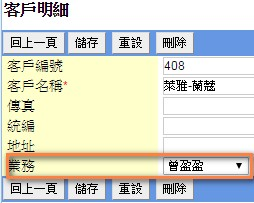 客戶明細
回上一頁 儲存 重設 刪除
客戶編號 408
客戶名稱* 萊雅-蘭蔻
傳真
統編
地址
業務 曾盈盈
回上一頁 儲存 重設 刪除